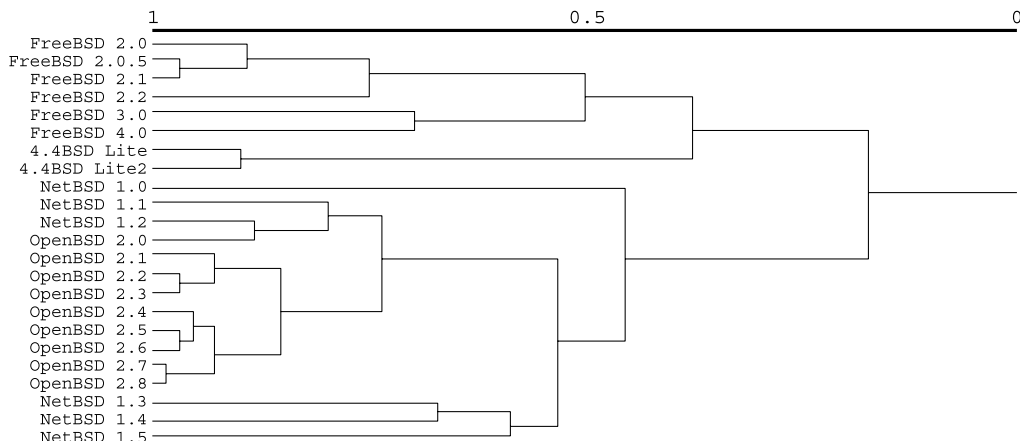 1 0.5 0
FreeBSD 2.0
FreeBSD 2.0.5
FreeBSD 2.1
FreeBSD 2.2
FreeBSD 3.0
FreeBSD 4.0
4.4BSD Lite
4.4BSD Lite2
NetBSD 1.0
NetBSD 1.1
NetBSD 1.2
OpenBSD 2.0
OpenBSD 2.1
OpenBSD 2.2
OpenBSD 2.3
OpenBSD 2.4
OpenBSD 2.5
OpenBSD 2.6
OpenBSD 2.7
OpenBSD 2.8
NetBSD 1.3
NetBSD 1.4
NetBSD 1.5